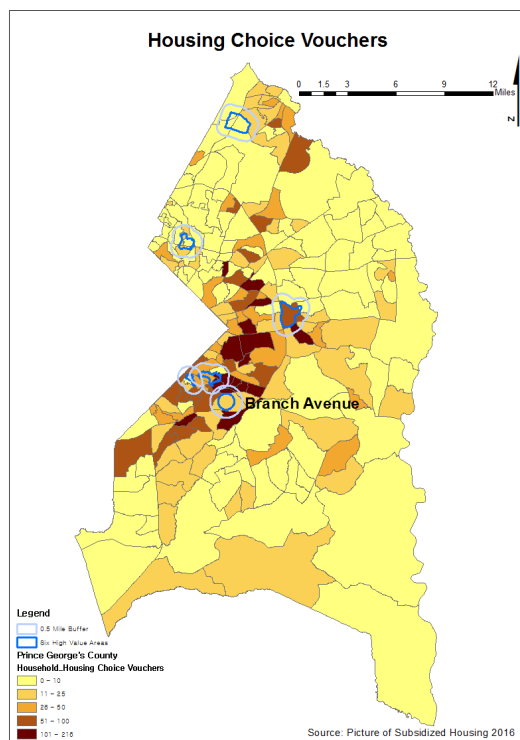 Housing Choice Vouchers
0 1.5 3 6 9 12
Miles
N
Branch Avenue
Legend
0.5 Mile Buffer
Six High Value Areas
Prince George's County
Household_Housing Choice Vouchers
0 - 10
11 - 25
26 - 50
51 - 100
101 - 216
Source: Picture of Subsidized Housing 2016